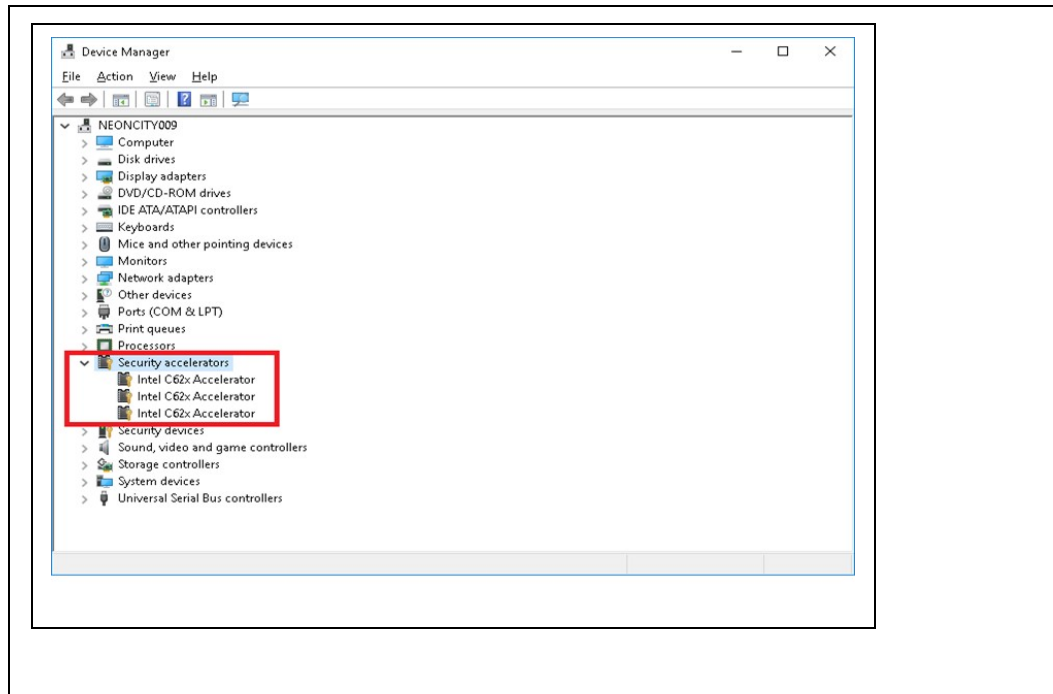 Device Manager
File Action View Help
NEONCITY009
Computer
Disk drives
Display adapters
DVD/CD-ROM drives
IDE ATA/ATAPI controllers
Keyboards
Mice and other pointing devices
Monitors
Network adapters
Other devices
Ports (COM & LPT)
Print queues
Processors
Security accelerators
Intel C62x Accelerator
Intel C62x Accelerator
Intel C62x Accelerator
Security devices
Sound, video and game controllers
Storage controllers
System devices
Universal Serial Bus controllers